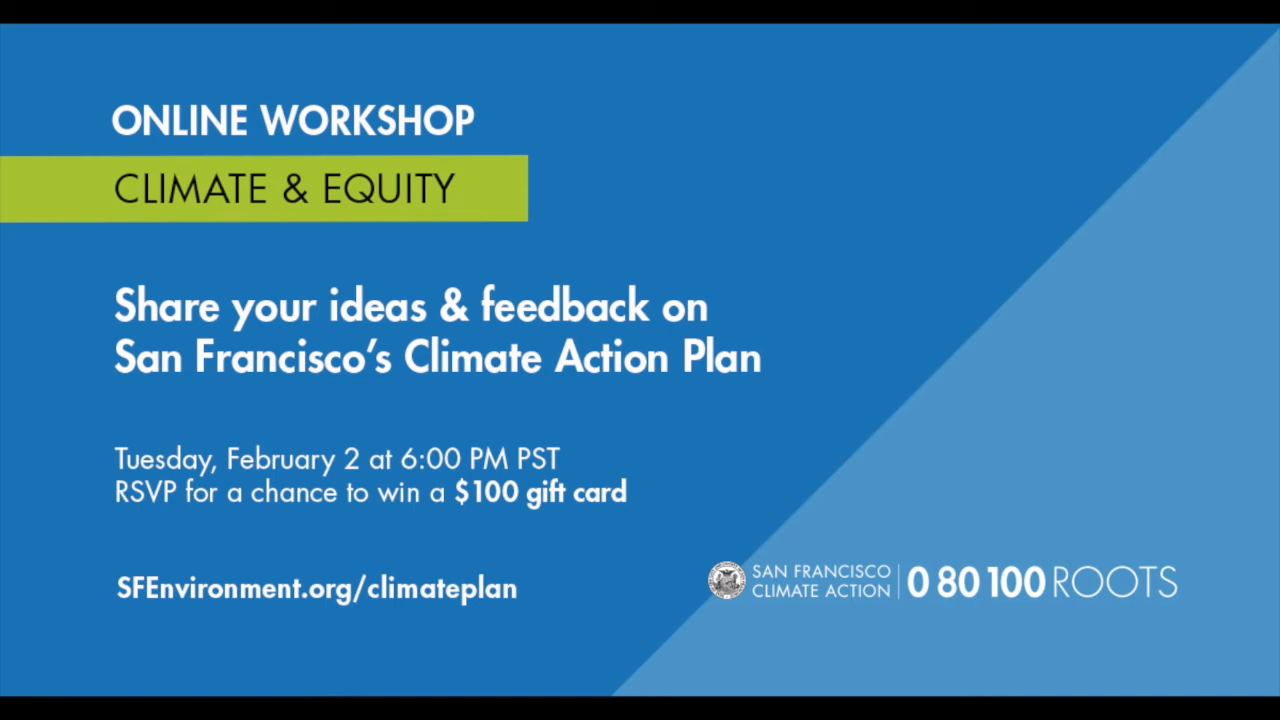 ONLINE WORKSHOP
CLIMATE & EQUITY
Share your ideas & feedback on
San Francisco's Climate Action Plan
Tuesday, February 2 at 6:00 PM PST
RSVP for a chance to win a $100 gift card
SFEnvironment.org/climateplan
SAN FRANCISCO
CLIMATE ACTION
0 80 100 ROOTS